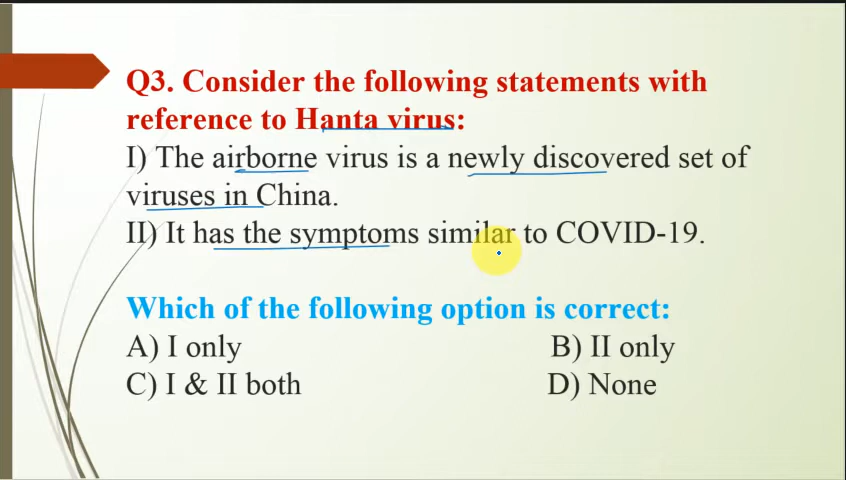 Q3. Consider the following statements with
reference to Hanta virus:
I) The airborne virus is a newly discovered set of
viruses in China.
II) It has the symptoms similar to COVID-19.
Which of the following option is correct:
A) I only B) II only
C) I & II both D) None